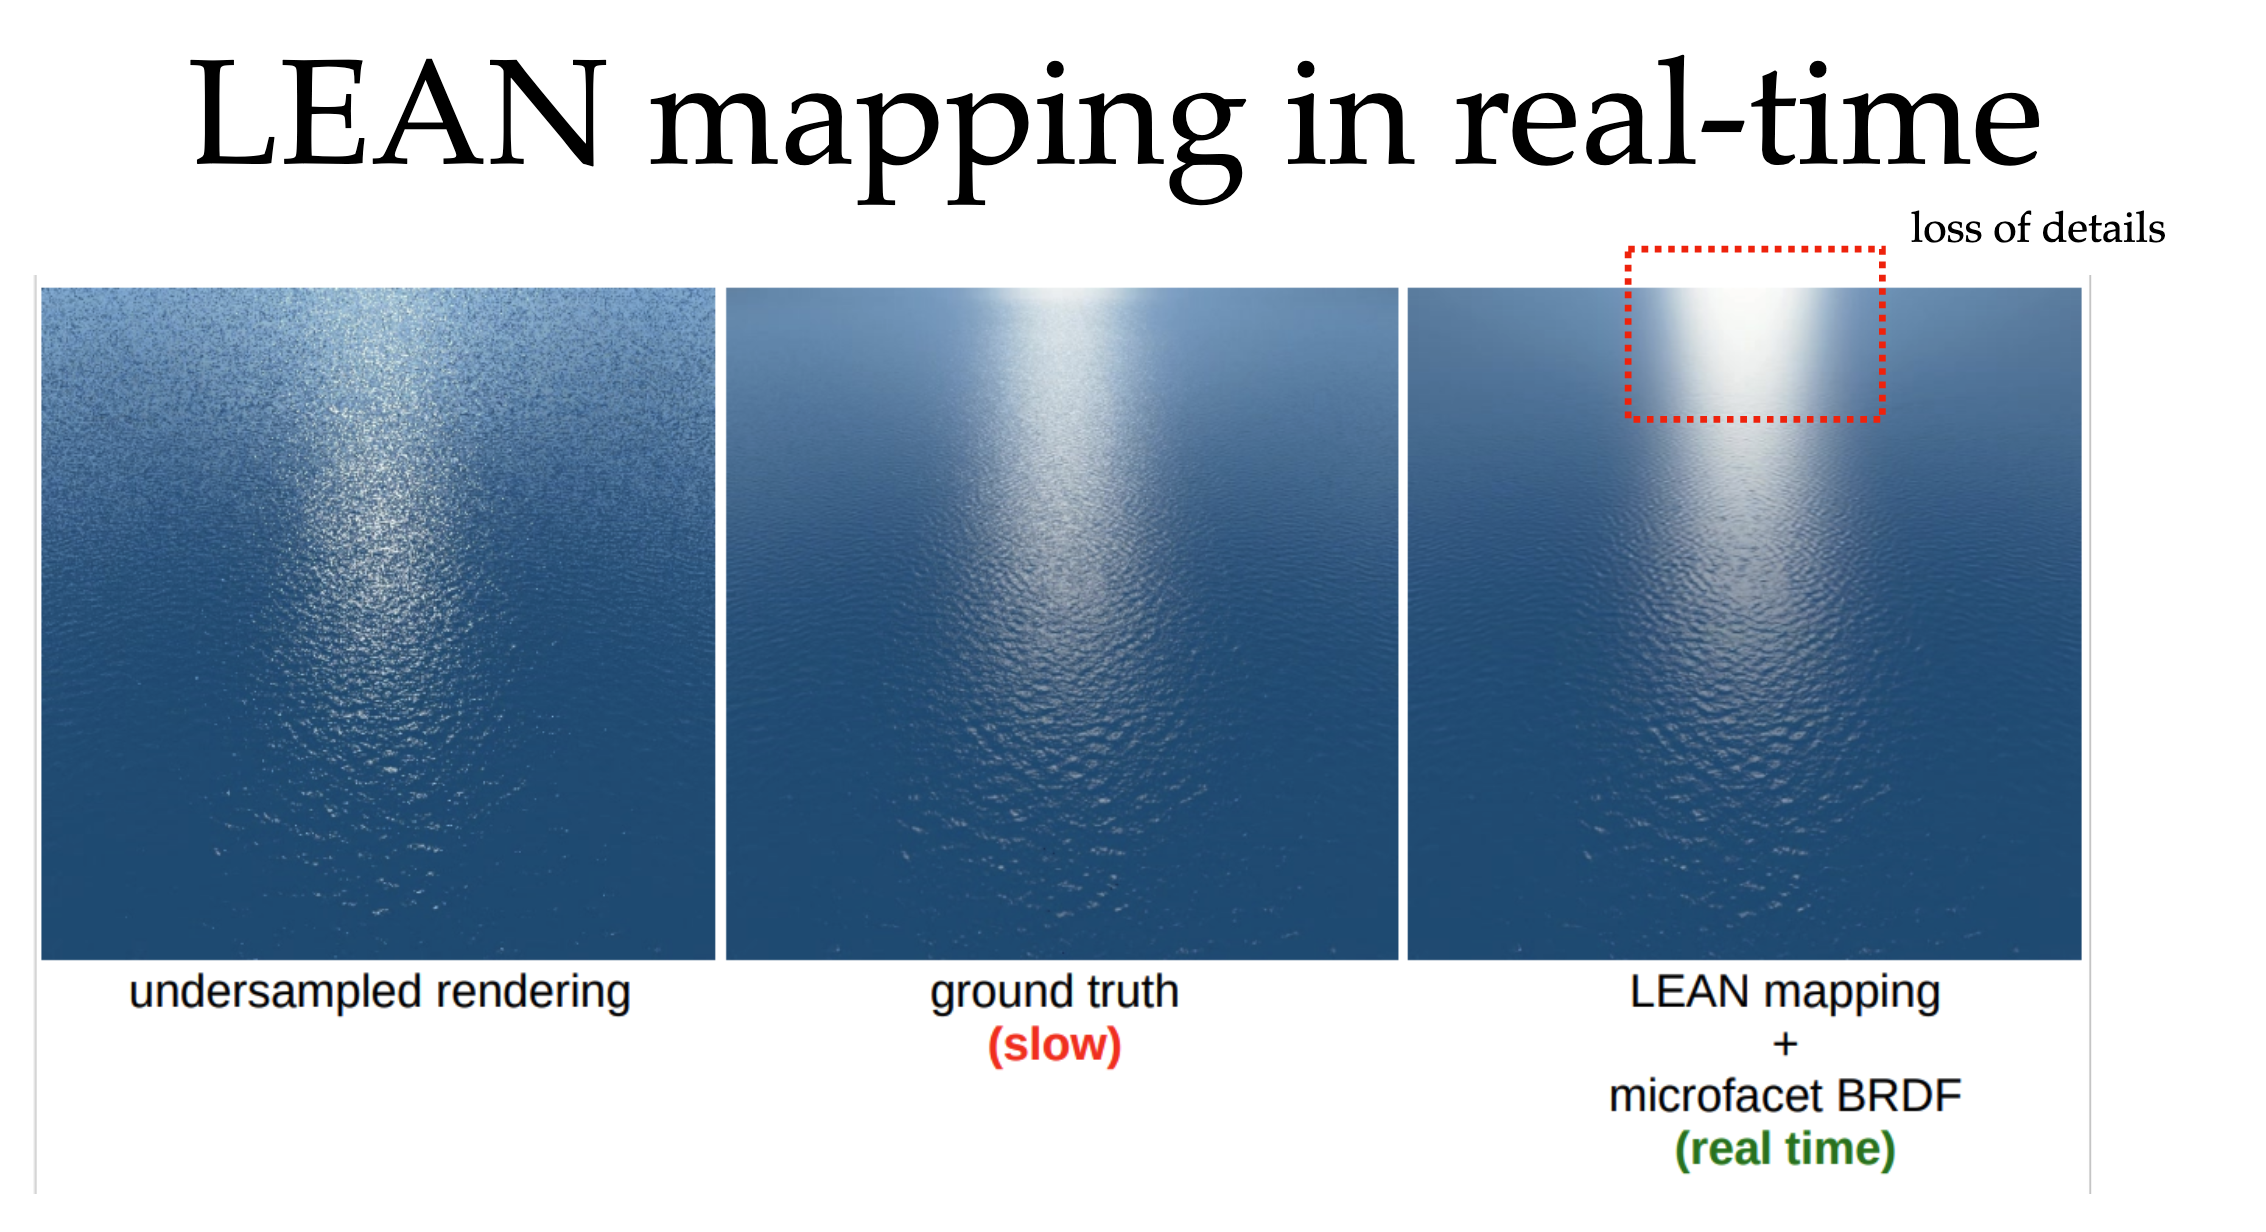 LEAN mapping in real-time
loss of details
undersampled rendering
ground truth
(slow)
LEAN mapping
+
microfacet BRDF
(real time)